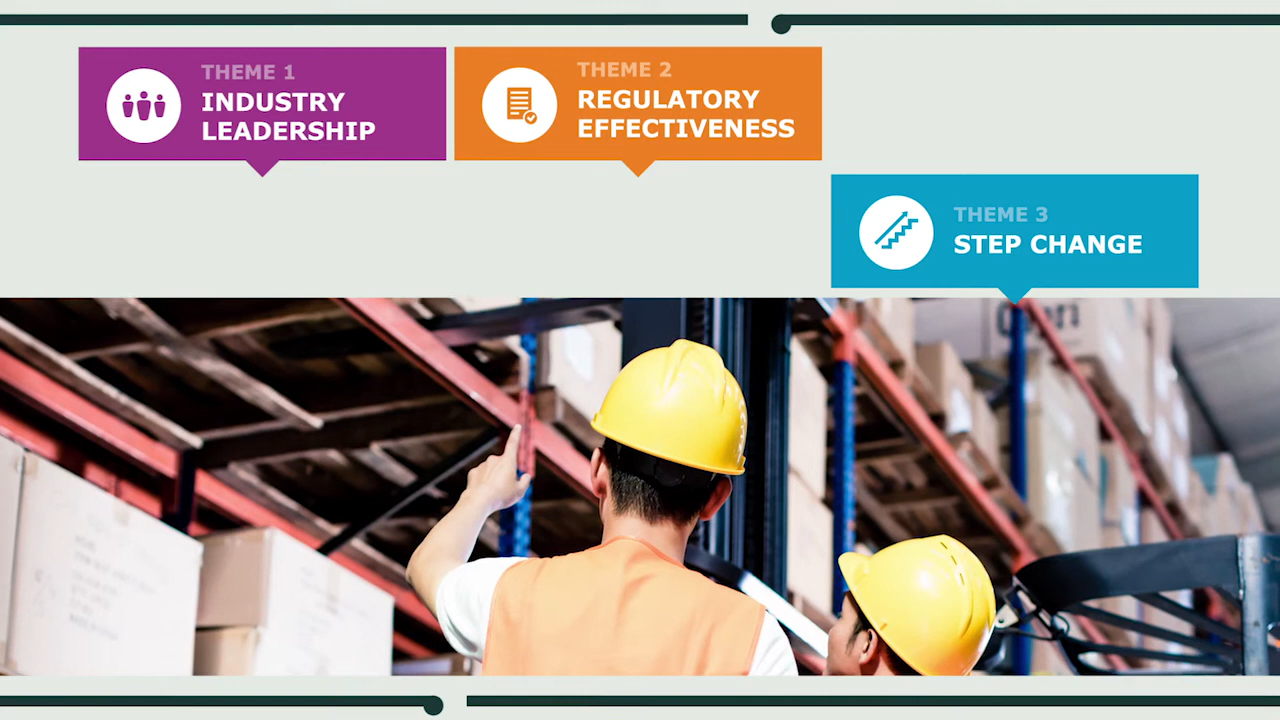 THEME 1
INDUSTRY
LEADERSHIP
THEME 2
REGULATORY
EFFECTIVENESS
THEME 3
STEP CHANGE